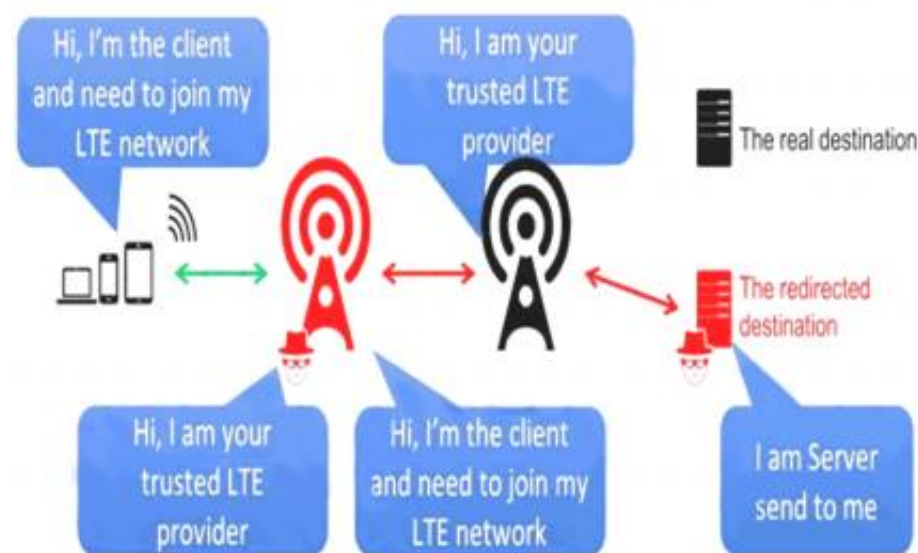 Hi, I'm the client
and need to join my
LTE network
Hi, I am your
trusted LTE
provider
The real destination
The redirected
destination
Hi, I am your
trusted LTE
provider
Hi, I'm the client
and need to join my
LTE network
I am Server
send to me